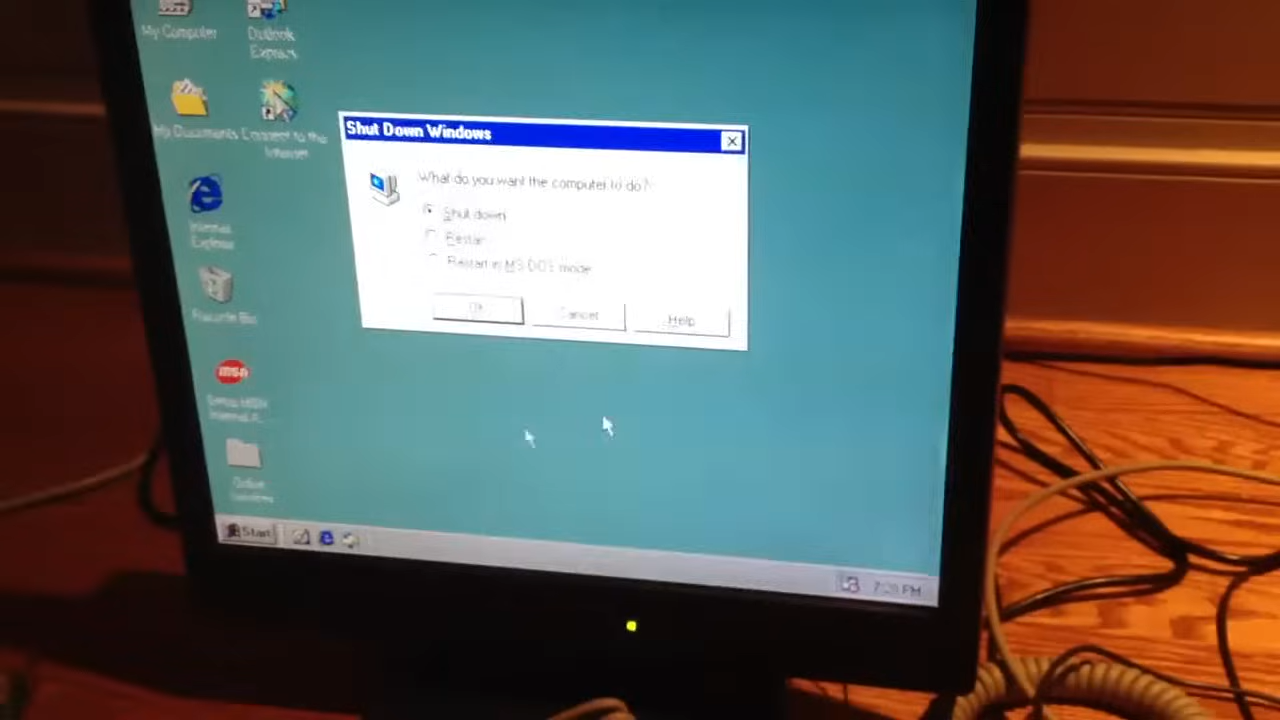 My Computer
Outlook
Express
My Documents
Connect to the
Internet
Internet
Explorer
Recycle Bin
msn
Setup MSN
Internet A...
Online
Services
Shut Down Windows
What do you want the computer to do?
Shut down
Restart
Restart in MS-DOS mode
OK
Cancel
Help
Start
PM